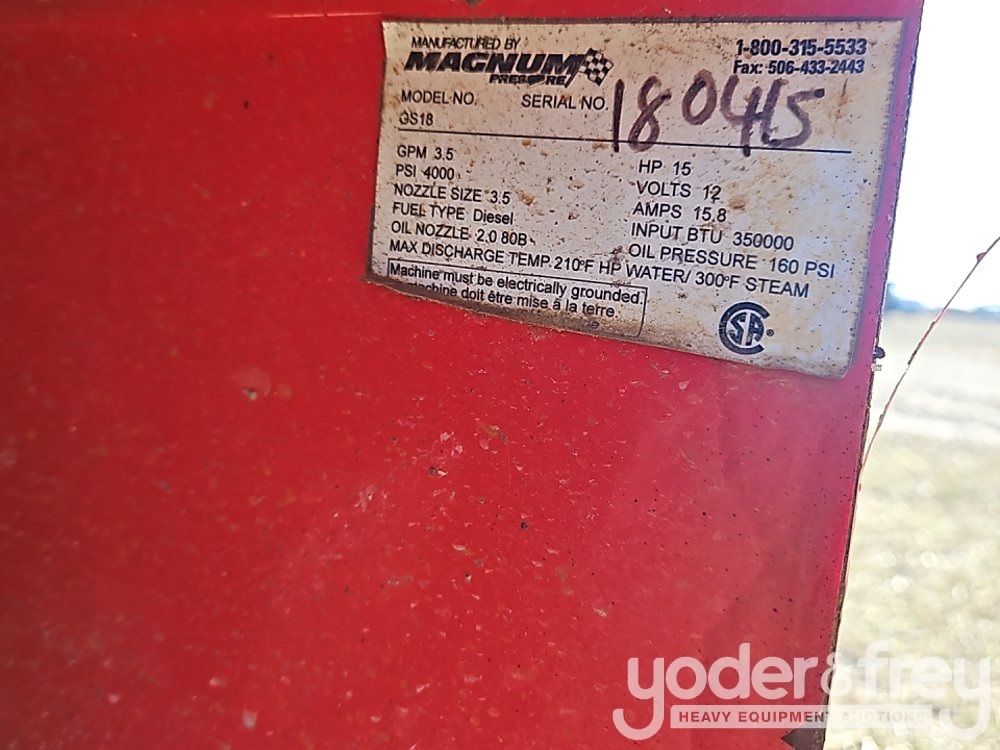 MANUFACTURED BY
MAGNUM
PRESSURE
1-800-315-5533
Fax: 506-433-2443
MODEL NO. SERIAL NO. 180415
GS18
GPM 3.5
PSI 4000
NOZZLE SIZE 3.5
FUEL TYPE Diesel
OIL NOZZLE 2.0 80B
HP 15
VOLTS 12
AMPS 15.8
INPUT BTU 350000
OIL PRESSURE 160 PSI
MAX DISCHARGE TEMP 210°F HP WATER/ 300°F STEAM
Machine must be electrically grounded.
machine doit être mise à la terre.
SA
yoder&frey
HEAVY EQUIPMENT AUCTIONS